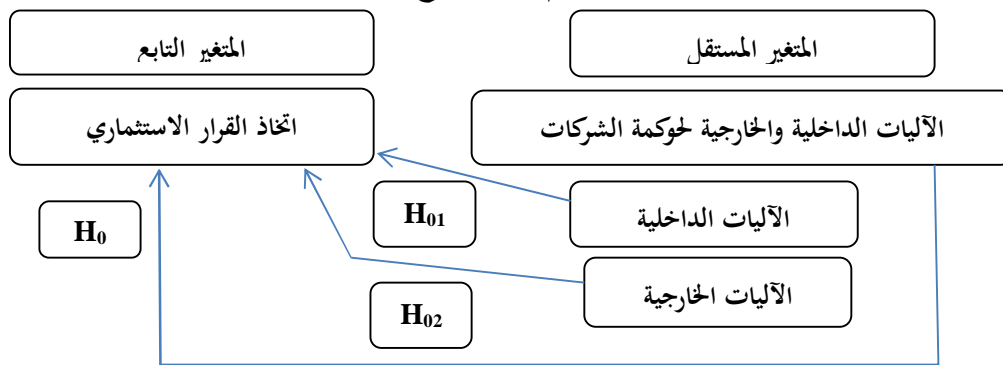 المتغير المستقل
المتغير التابع
الآليات الداخلية والخارجية لحوكمة الشركات
اتخاذ القرار الاستثماري
الآليات الداخلية
H₀₁
H₀
الآليات الخارجية
H₀₂